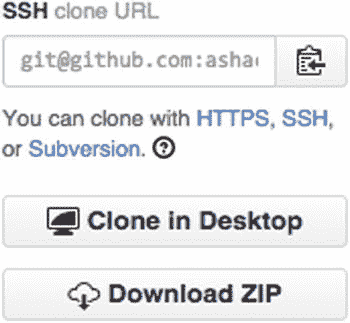 SSH clone URL
git@github.com:asha
You can clone with HTTPS, SSH,
or Subversion. ?
Clone in Desktop
Download ZIP